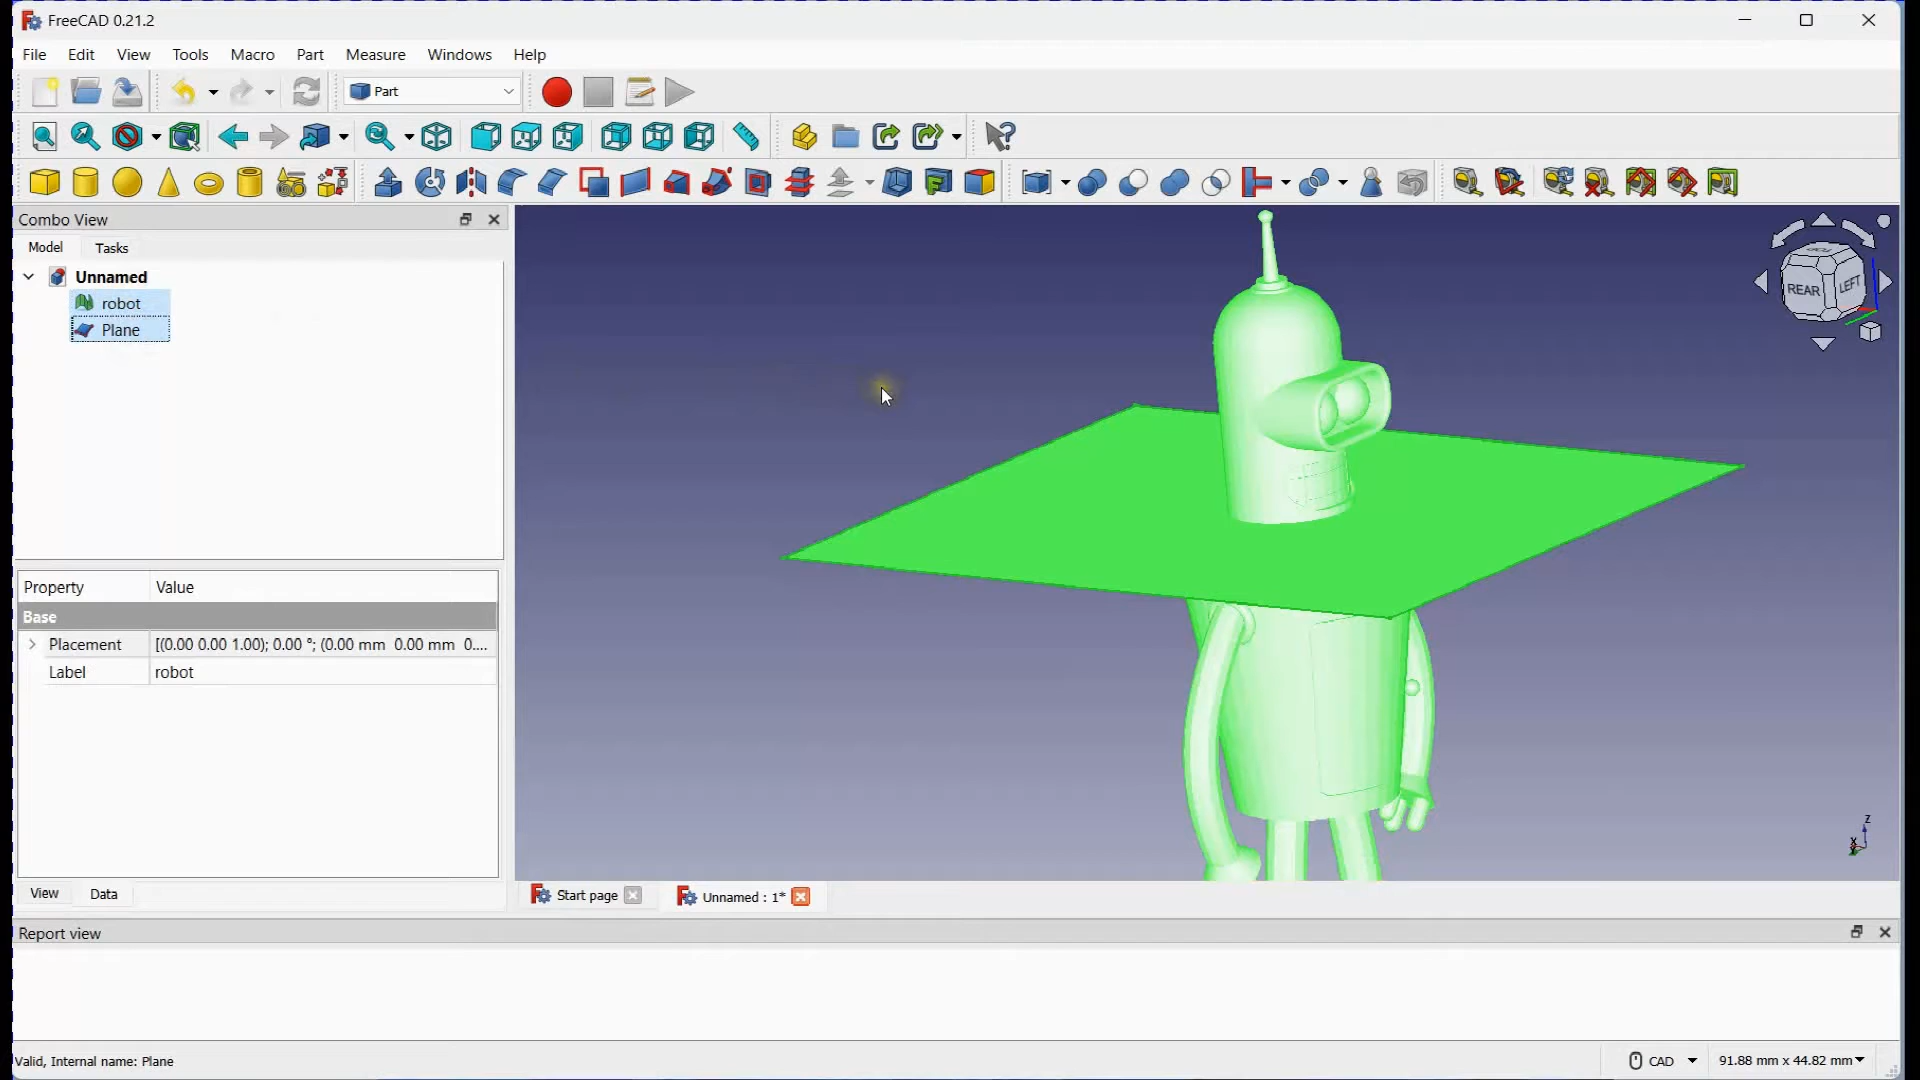 FreeCAD 0.21.2
File Edit View Tools Macro Part Measure Windows Help
Part
Combo View
Model Tasks
Unnamed
robot
Plane
REAR LEFT
Property Value
Base
Placement [(0.00 0.00 1.00); 0.00 °; (0.00 mm 0.00 mm 0....
Label robot
Z
View Data
Start page
Unnamed : 1*
Report view
Valid, Internal name: Plane
CAD
91.88 mm x 44.82 mm